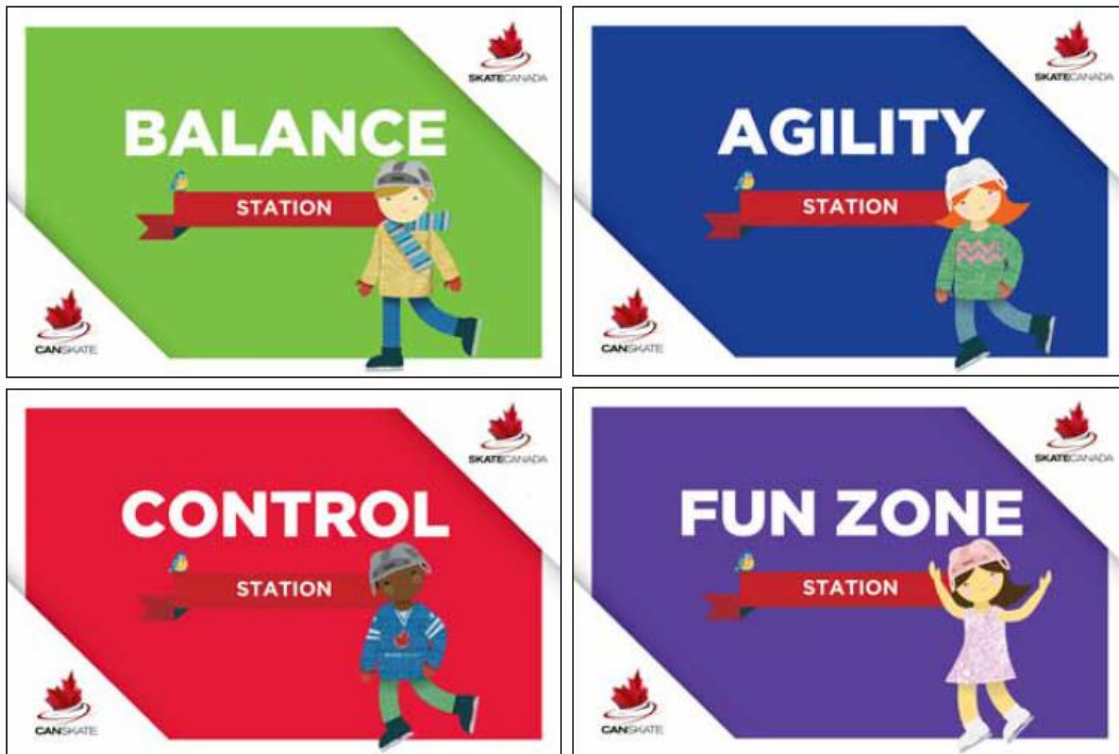 SKATECANADA
BALANCE
STATION
CANSKATE
SKATECANADA
AGILITY
STATION
CANSKATE
SKATECANADA
CONTROL
STATION
CANSKATE
SKATECANADA
FUN ZONE
STATION
CANSKATE